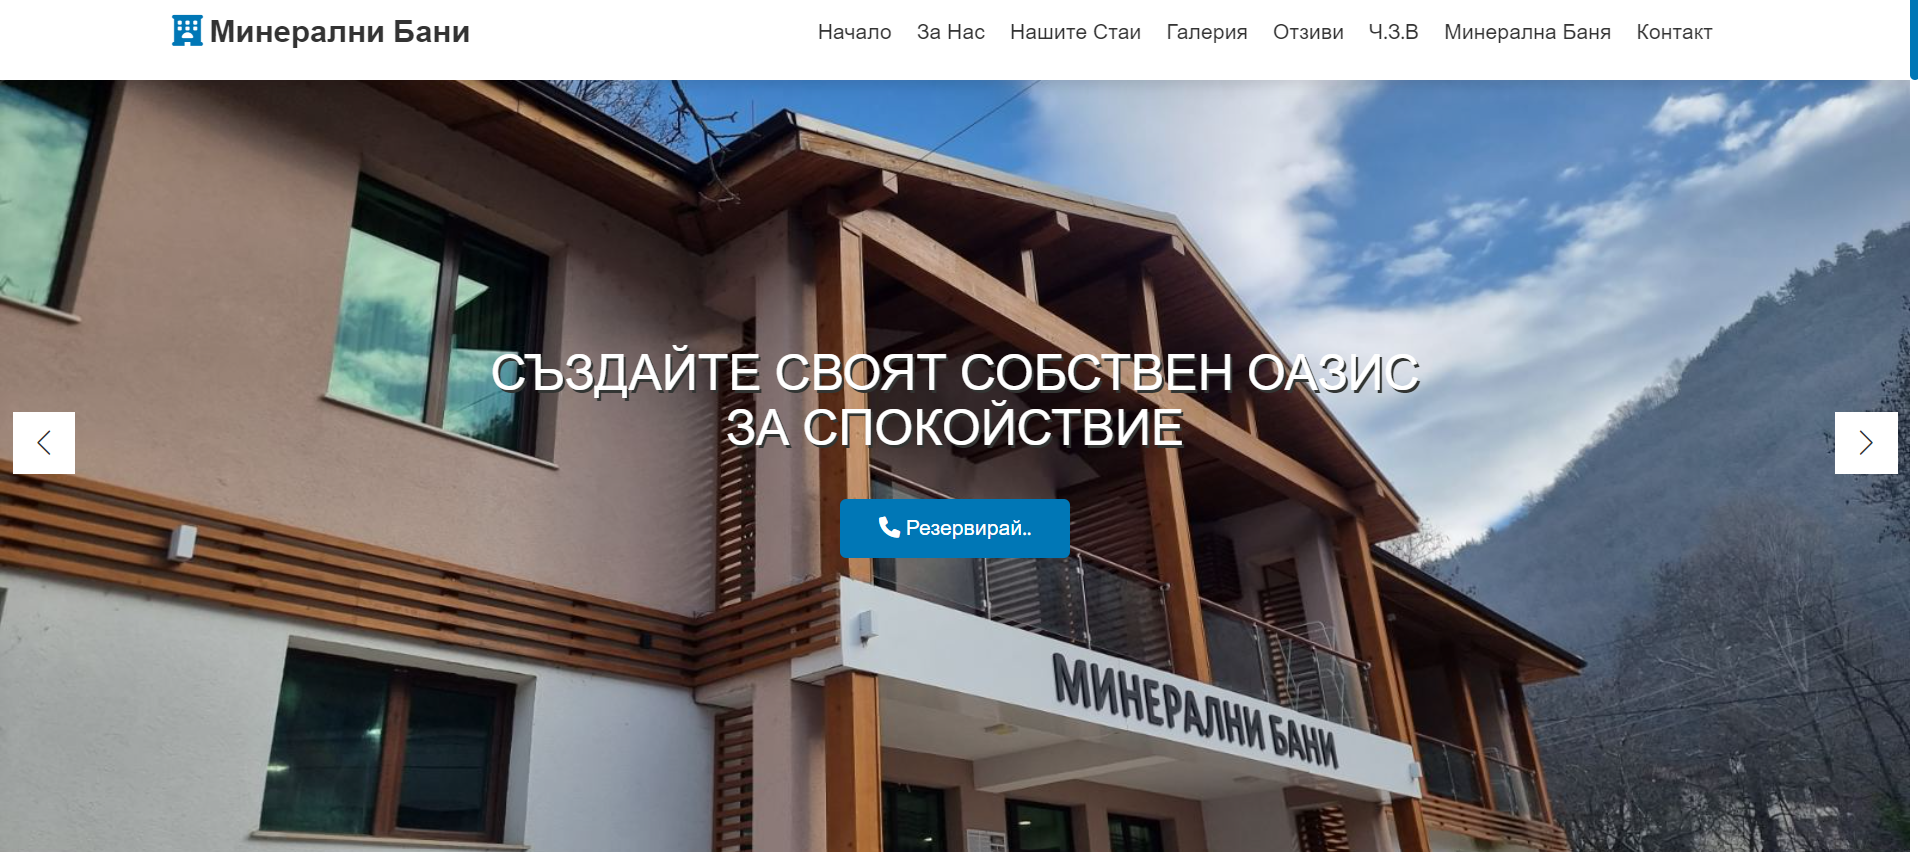 Минерални Бани
Начало За Нас Нашите Стаи Галерия Отзиви Ч.З.В Минерална Баня Контакт
СЪЗДАЙТЕ СВОЯТ СОБСТВЕН ОАЗИС
ЗА СПОКОЙСТВИЕ
Резервирай..
МИНЕРАЛНИ БАНИ